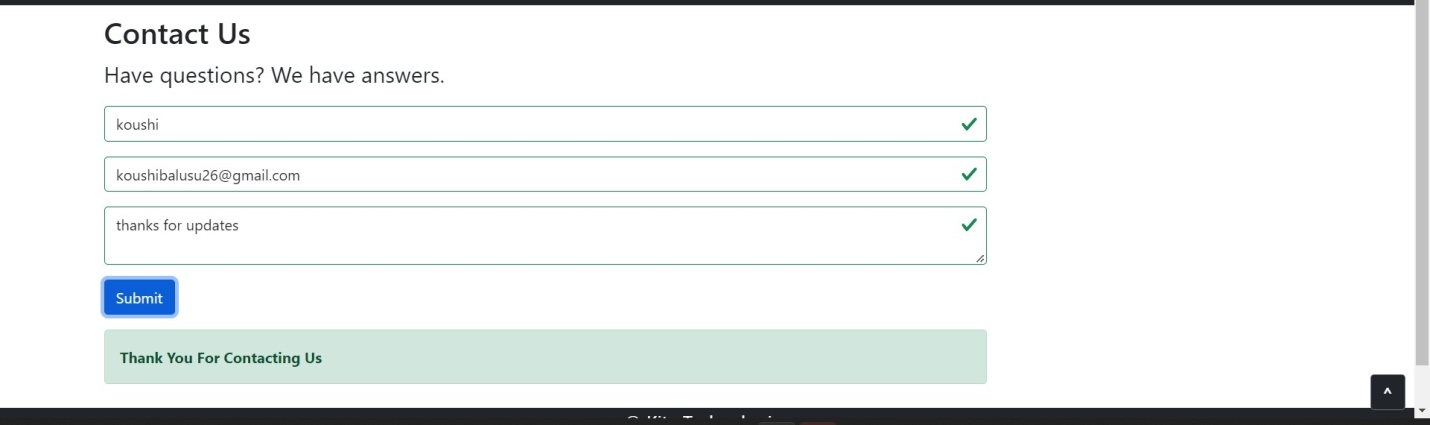 Contact Us
Have questions? We have answers.
koushi
koushibalusu26@gmail.com
thanks for updates
Submit
Thank You For Contacting Us
^